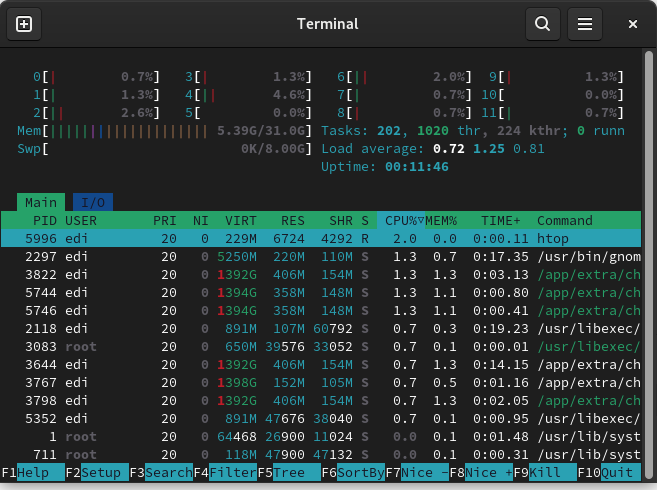 Terminal
0[| 0.7%] 3[| 1.3%] 6[|| 2.0%] 9[| 1.3%]
1[| 1.3%] 4[|| 4.6%] 7[| 0.7%] 10[ 0.0%]
2[|| 2.6%] 5[ 0.0%] 8[| 0.7%] 11[| 0.7%]
Mem[|||||||||||||||||||| 5.39G/31.0G] Tasks: 202, 1020 thr, 224 kthr; 0 runn
Swp[ 0K/8.00G] Load average: 0.72 1.25 0.81
Uptime: 00:11:46
Main I/O
PID USER PRI NI VIRT RES SHR S CPU%▽MEM% TIME+ Command
5996 edi 20 0 229M 6724 4292 R 2.0 0.0 0:00.11 htop
2297 edi 20 0 5250M 220M 110M S 1.3 0.7 0:17.35 /usr/bin/gnom
3822 edi 20 0 1392G 406M 154M S 1.3 1.3 0:03.13 /app/extra/ch
5744 edi 20 0 1394G 358M 148M S 1.3 1.1 0:00.80 /app/extra/ch
5746 edi 20 0 1394G 358M 148M S 1.3 1.1 0:00.41 /app/extra/ch
2118 edi 20 0 891M 107M 60792 S 0.7 0.3 0:19.23 /usr/libexec/
3083 root 20 0 650M 39576 33052 S 0.7 0.1 0:00.01 /usr/libexec/
3644 edi 20 0 1392G 406M 154M S 0.7 1.3 0:14.15 /app/extra/ch
3767 edi 20 0 1398G 152M 105M S 0.7 0.5 0:01.16 /app/extra/ch
3798 edi 20 0 1392G 406M 154M S 0.7 1.3 0:02.05 /app/extra/ch
5352 edi 20 0 891M 47676 38040 S 0.7 0.1 0:00.95 /usr/libexec/
1 root 20 0 64468 26900 11024 S 0.0 0.1 0:01.48 /usr/lib/syst
711 root 20 0 118M 47900 47132 S 0.0 0.1 0:00.31 /usr/lib/syst
F1Help F2Setup F3SearchF4FilterF5Tree F6SortByF7Nice -F8Nice +F9Kill F10Quit